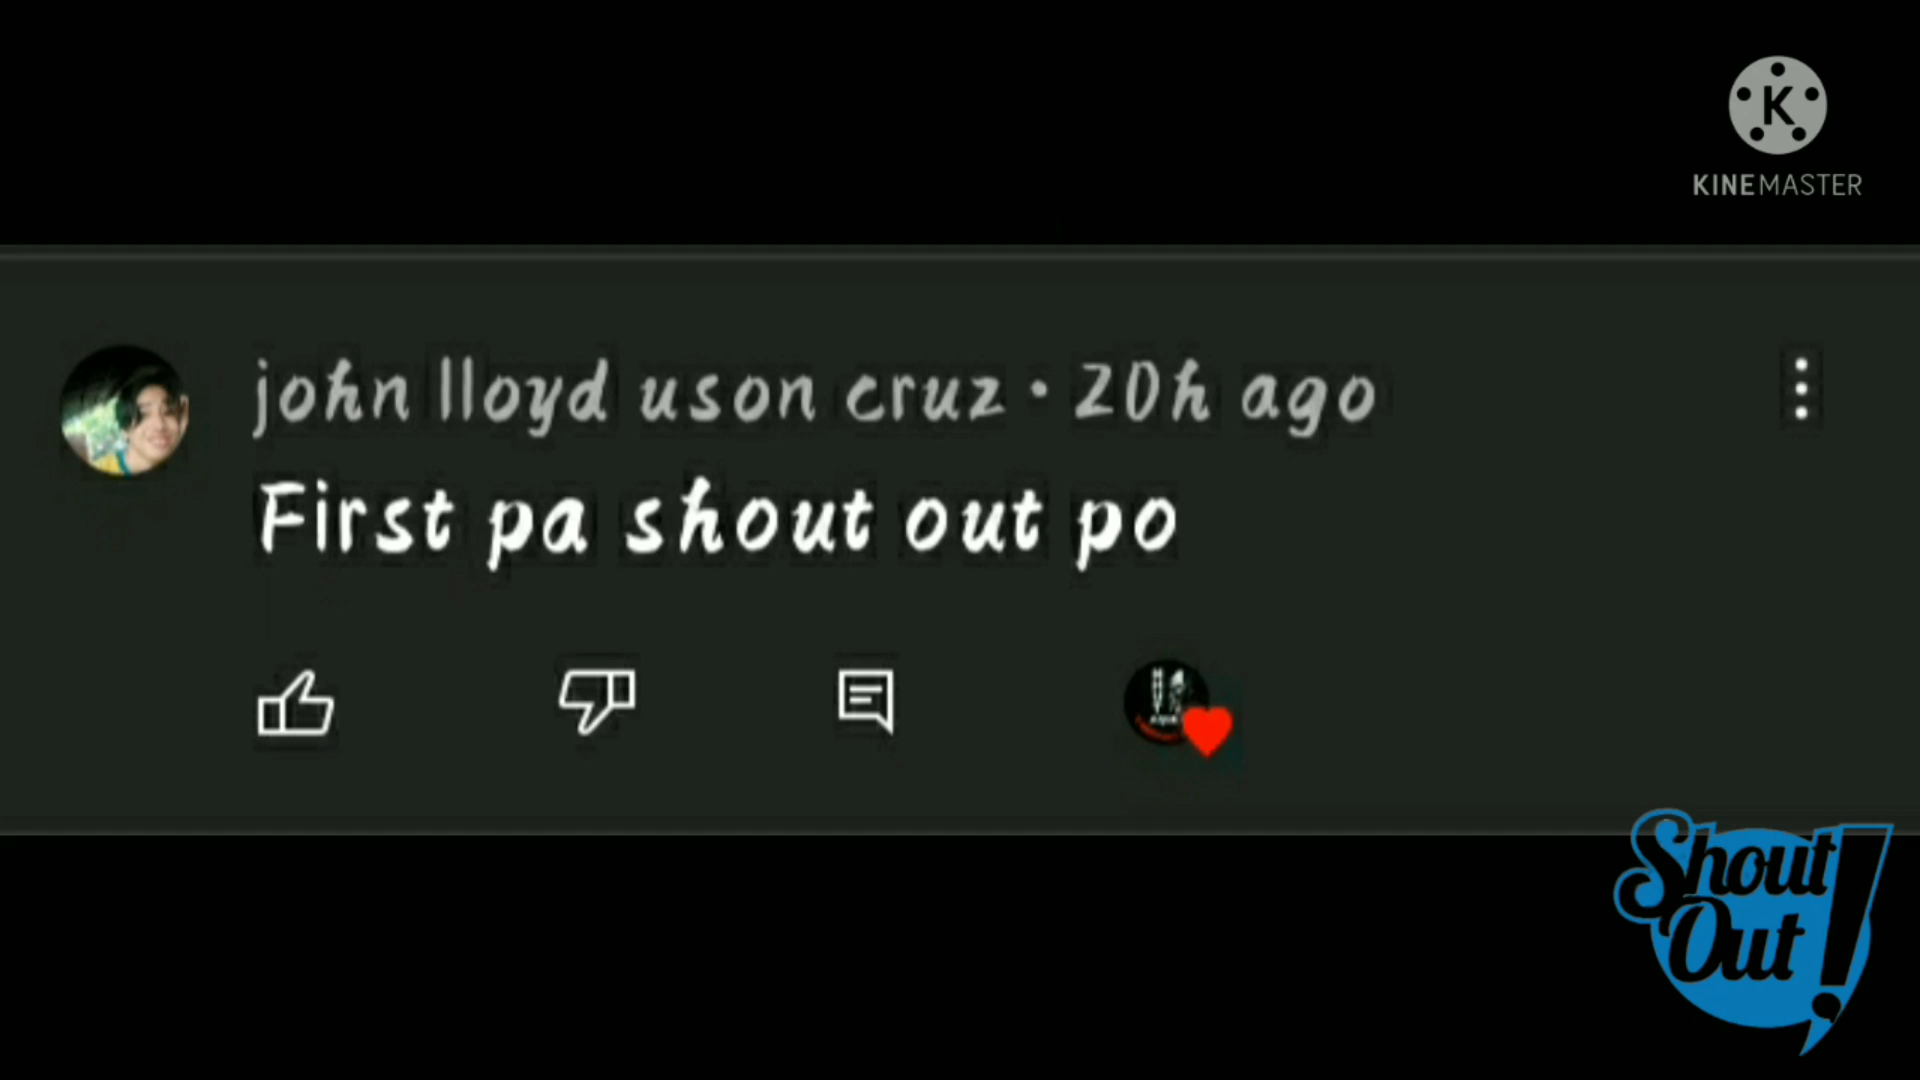 K
KINEMASTER
john lloyd uson cruz • 20h ago
First pa shout out po
Shout
Out!